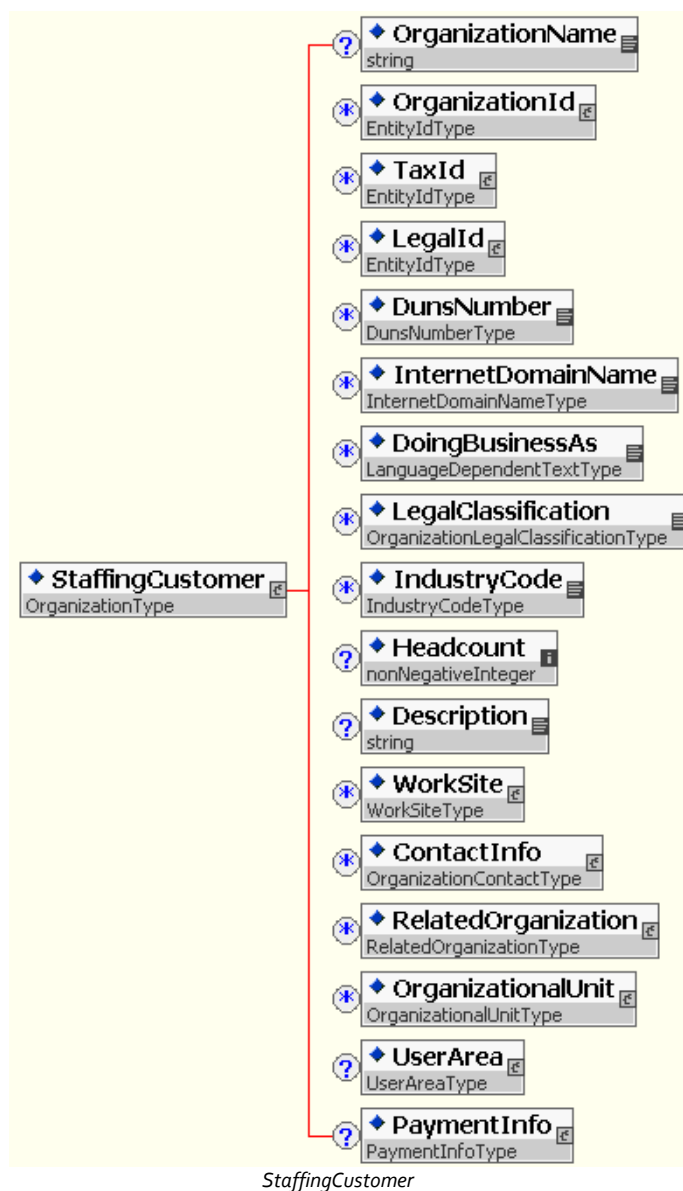 ? OrganizationName
string
* OrganizationId
EntityIdType
* TaxId
EntityIdType
* LegalId
EntityIdType
* DunsNumber
DunsNumberType
* InternetDomainName
InternetDomainNameType
* DoingBusinessAs
LanguageDependentTextType
* LegalClassification
OrganizationLegalClassificationType
StaffingCustomer
OrganizationType
* IndustryCode
IndustryCodeType
? Headcount
nonNegativeInteger
? Description
string
* WorkSite
WorkSiteType
* ContactInfo
OrganizationContactType
* RelatedOrganization
RelatedOrganizationType
* OrganizationalUnit
OrganizationalUnitType
? UserArea
UserAreaType
? PaymentInfo
PaymentInfoType
StaffingCustomer